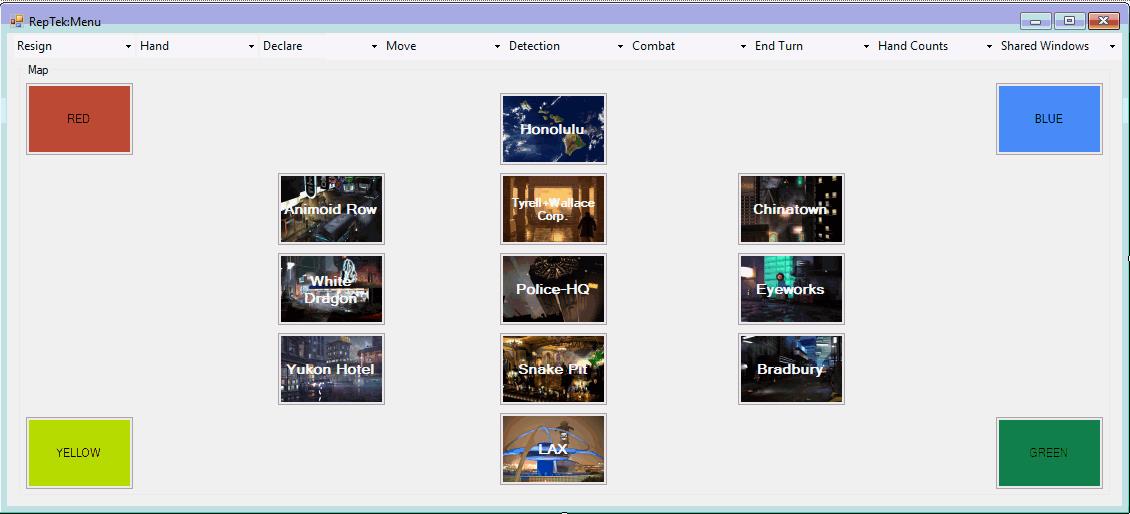 RepTek:Menu
Resign Hand Declare Move Detection Combat End Turn Hand Counts Shared Windows
Map
RED
Honolulu
BLUE
Animoid Row
Tyrell+Wallace
Corp.
Chinatown
White
Dragon
Police-HQ
Eyeworks
Yukon Hotel
Snake Pit
Bradbury
YELLOW
LAX
GREEN